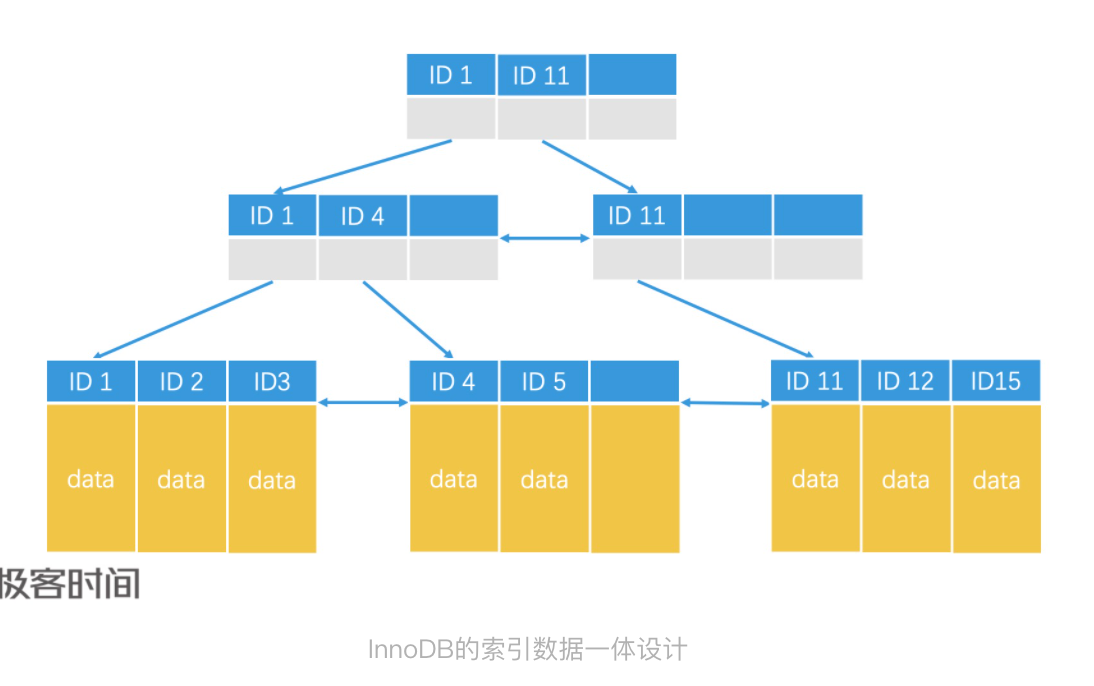 ID 1 ID 11
ID 1 ID 4 ID 11
ID 1 ID 2 ID3 ID 4 ID 5 ID 11 ID 12 ID15
data data data data data data data data
极客时间
InnoDB的索引数据一体设计